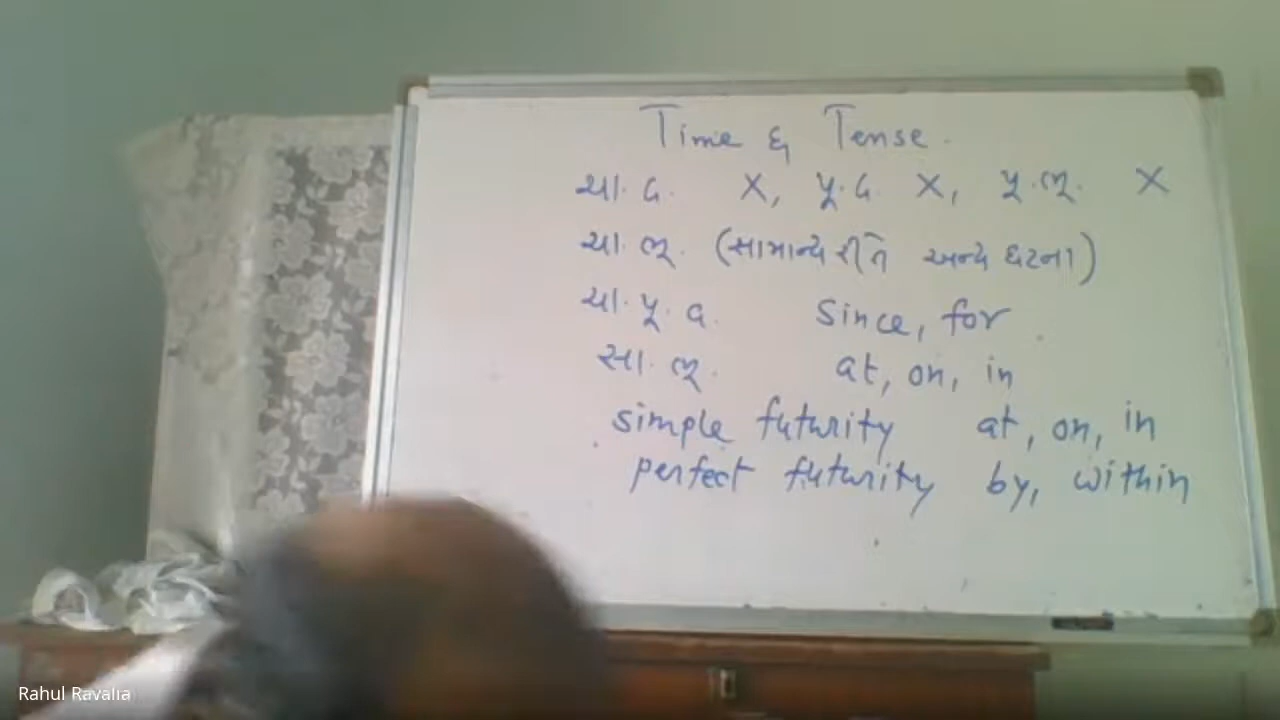 Time & Tense.
ચા. વ. X, પૂ. વ. X, પૂ. ભૂ. X
ચા. ભૂ. (સામાન્ય રીતે અન્ય ઘટના)
ચા. પૂ. વ. Since, for
સા. ભૂ. at, on, in
simple futurity at, on, in
perfect futurity by, within
Rahul Ravalia